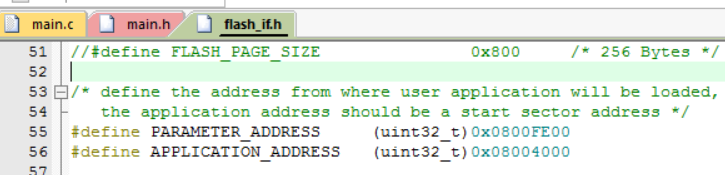 main.c main.h flash_if.h
51 //#define FLASH_PAGE_SIZE 0x800 /* 256 Bytes */
52
53 /* define the address from where user application will be loaded,
54 the application address should be a start sector address */
55 #define PARAMETER_ADDRESS (uint32_t)0x0800FE00
56 #define APPLICATION_ADDRESS (uint32_t)0x08004000
57